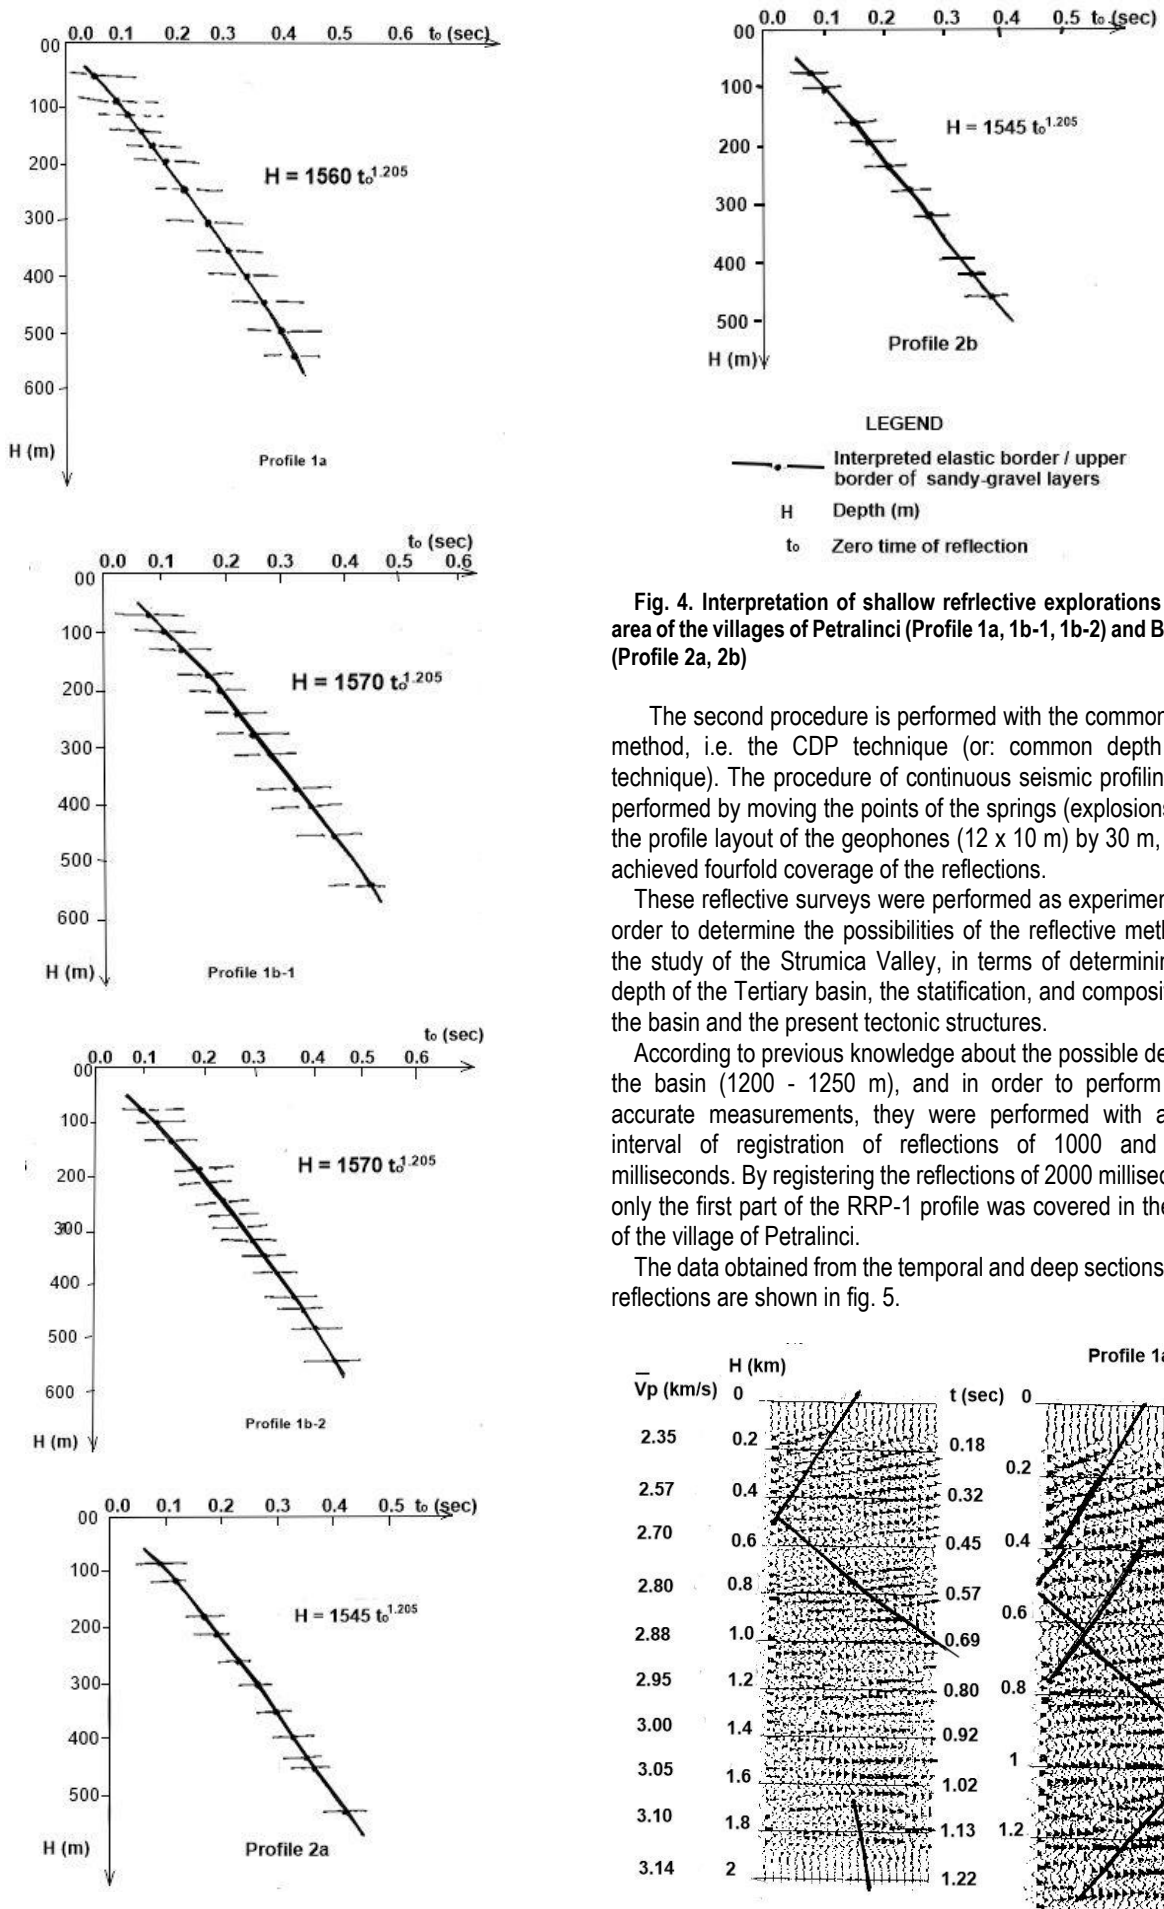 0.0 0.1 0.2 0.3 0.4 0.5 0.6 to (sec)
00
100
200
300
400
500
600
H = 1560 to^1.205
H (m)
Profile 1a
to (sec)
0.0 0.1 0.2 0.3 0.4 0.5 0.6
00
100
200
300
400
500
600
H = 1570 to^1.205
H (m)
Profile 1b-1
to (sec)
0.0 0.1 0.2 0.3 0.4 0.5 0.6
00
100
200
300
400
500
600
H = 1570 to^1.205
Profile 1b-2
H (m)
0.0 0.1 0.2 0.3 0.4 0.5 to (sec)
00
100
200
300
400
500
H = 1545 to^1.205
H (m)
Profile 2a
0.0 0.1 0.2 0.3 0.4 0.5 to (sec)
00
100
200
300
400
500
H = 1545 to^1.205
Profile 2b
H (m)
LEGEND
Interpreted elastic border / upper
border of sandy-gravel layers
H Depth (m)
to Zero time of reflection
Fig. 4. Interpretation of shallow refrlective explorations
area of the villages of Petralinci (Profile 1a, 1b-1, 1b-2) and B
(Profile 2a, 2b)
The second procedure is performed with the common
method, i.e. the CDP technique (or: common depth
technique). The procedure of continuous seismic profilin
performed by moving the points of the springs (explosions
the profile layout of the geophones (12 x 10 m) by 30 m,
achieved fourfold coverage of the reflections.
These reflective surveys were performed as experimen
order to determine the possibilities of the reflective meth
the study of the Strumica Valley, in terms of determinin
depth of the Tertiary basin, the statification, and composit
the basin and the present tectonic structures.
According to previous knowledge about the possible de
the basin (1200 - 1250 m), and in order to perform
accurate measurements, they were performed with a
interval of registration of reflections of 1000 and
milliseconds. By registering the reflections of 2000 millisec
only the first part of the RRP-1 profile was covered in the
of the village of Petralinci.
The data obtained from the temporal and deep sections
reflections are shown in fig. 5.
H (km) Profile 1a
Vp (km/s) 0 t (sec) 0
2.35 0.2 0.18
0.2
2.57 0.4 0.32
2.70 0.6 0.45 0.4
2.80 0.8 0.57
0.6
2.88 1.0 0.69
2.95 1.2 0.80 0.8
3.00 1.4 0.92
1
3.05 1.6 1.02
3.10 1.8 1.13 1.2
3.14 2 1.22